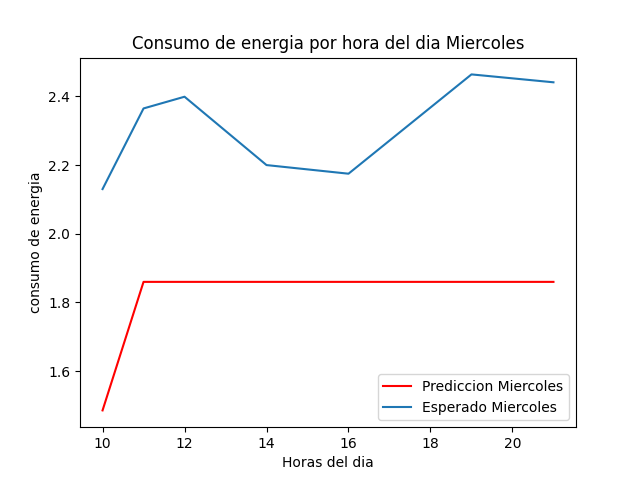 Consumo de energia por hora del dia Miercoles
consumo de energia
2.4
2.2
2.0
1.8
1.6
10 12 14 16 18 20
Horas del dia
Prediccion Miercoles
Esperado Miercoles